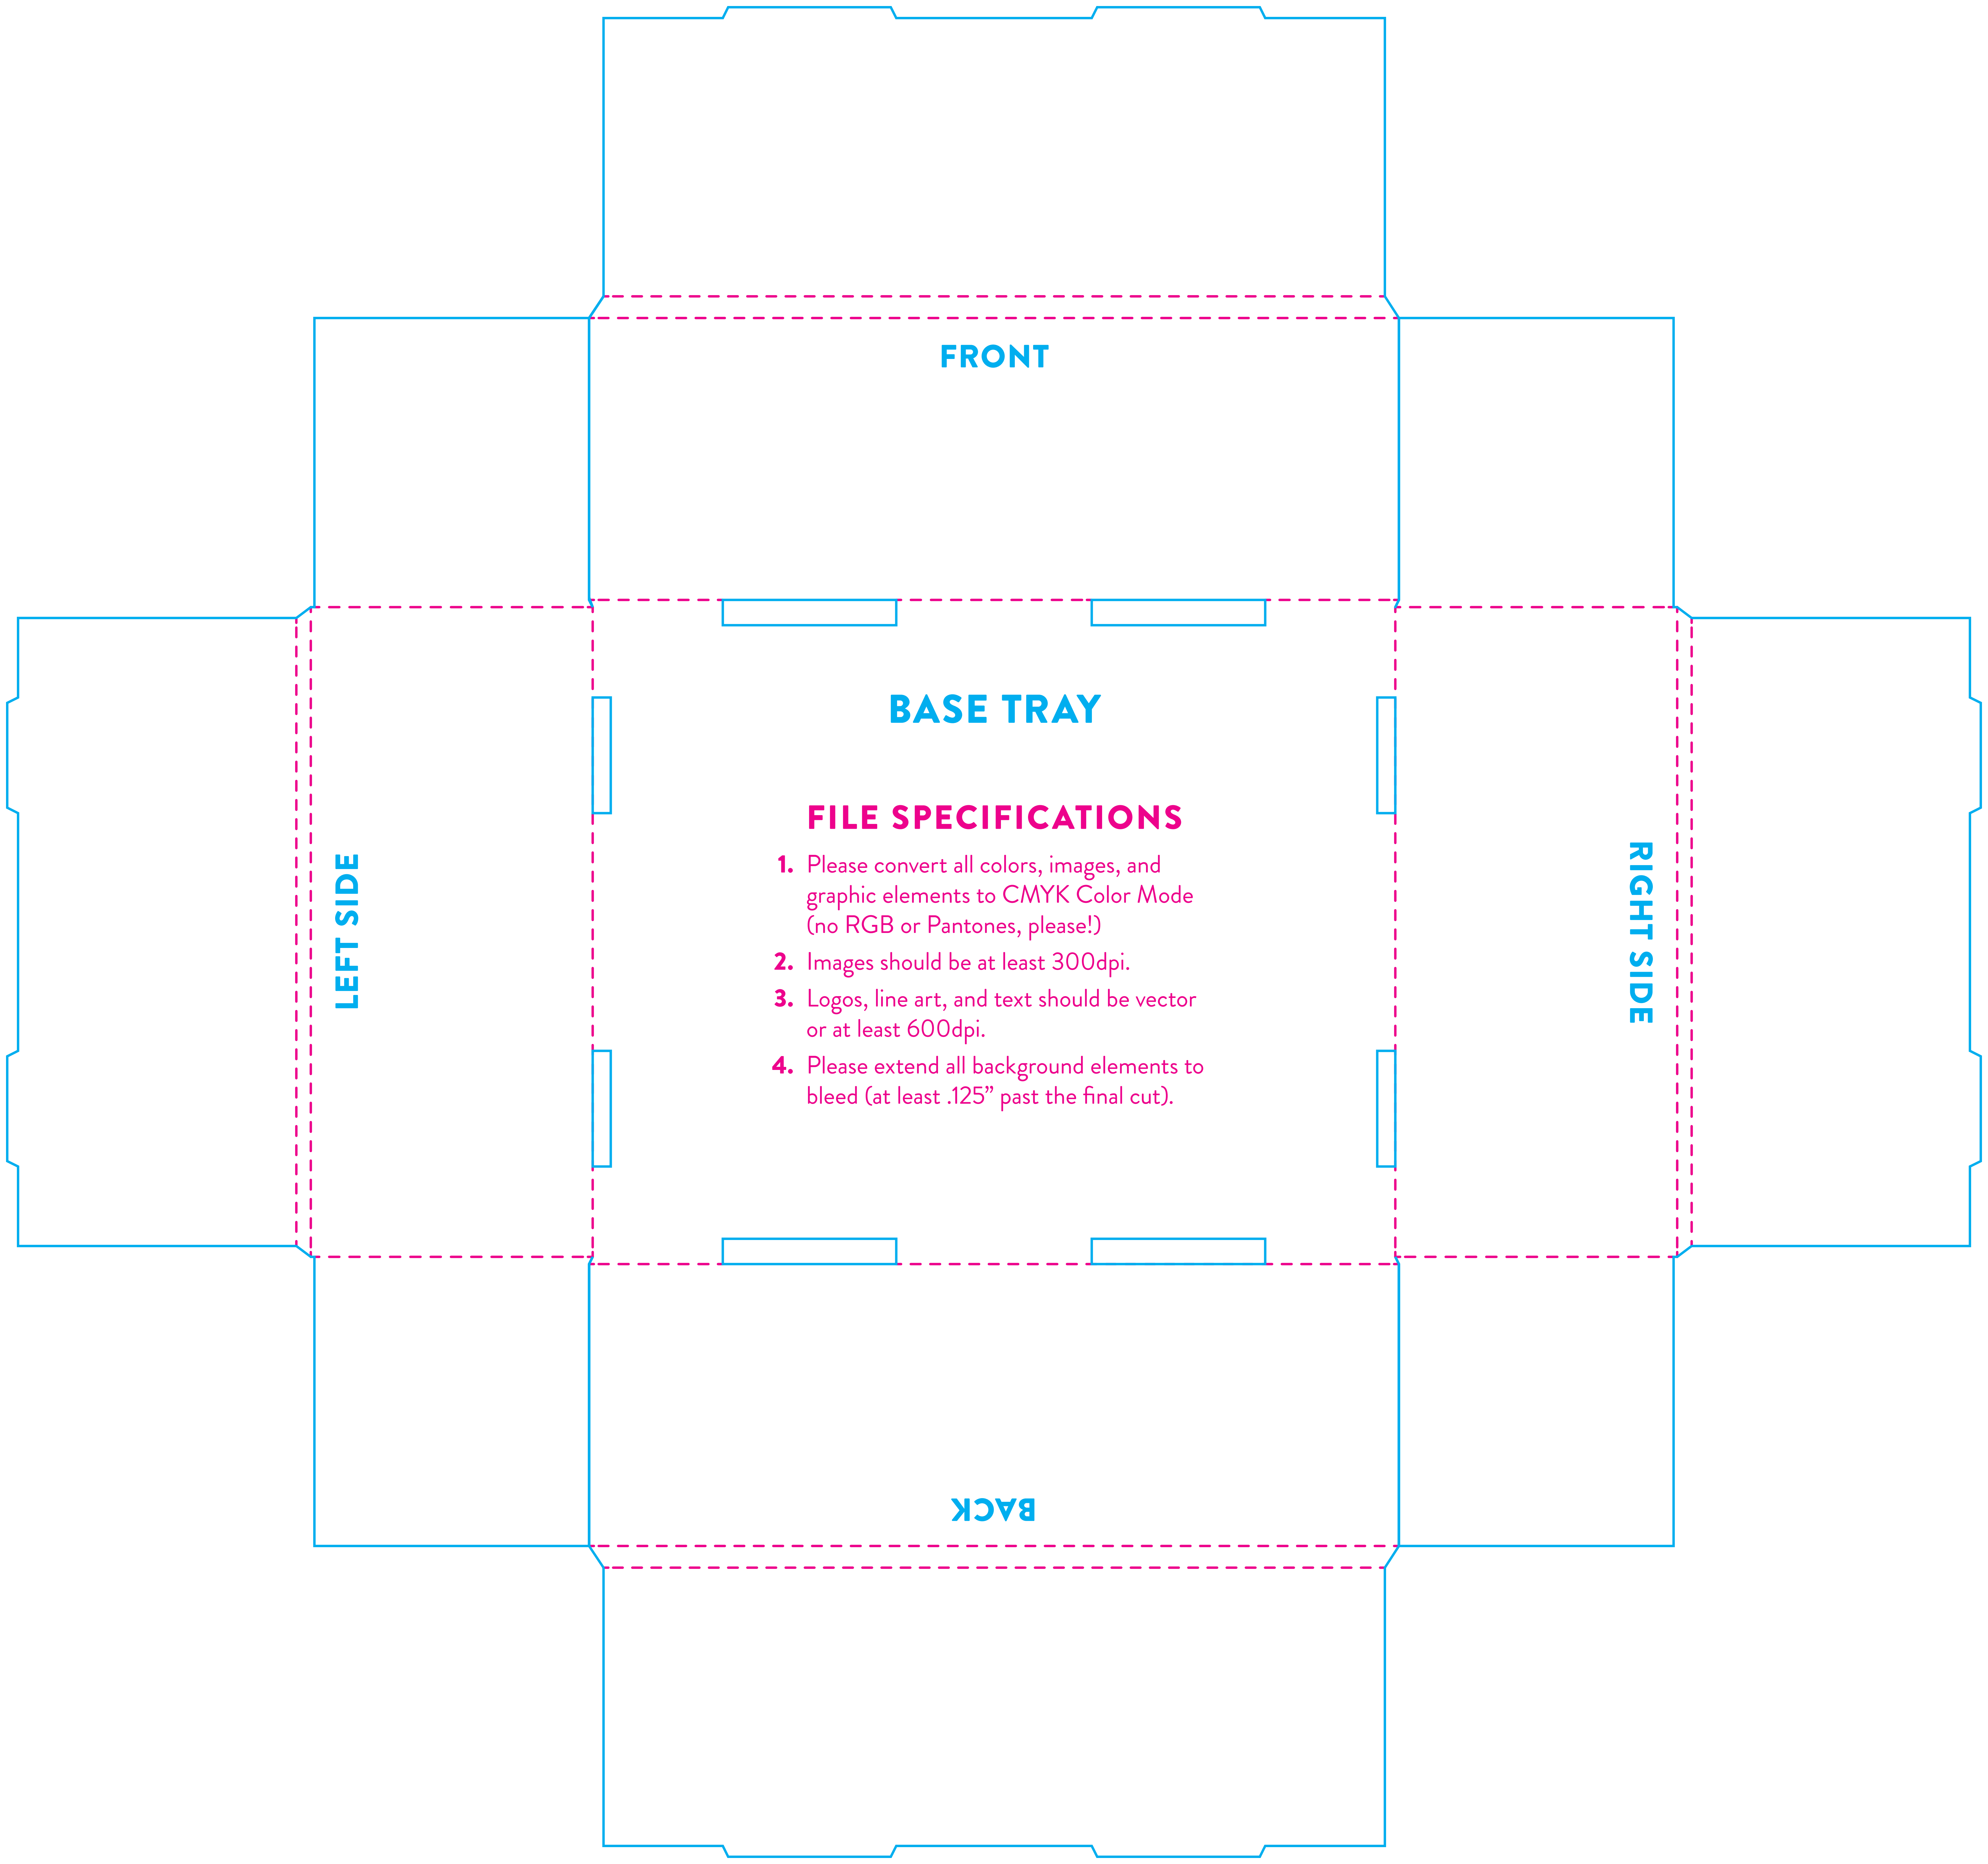 FRONT
BASE TRAY
FILE SPECIFICATIONS
1. Please convert all colors, images, and
graphic elements to CMYK Color Mode
(no RGB or Pantones, please!)
2. Images should be at least 300dpi.
3. Logos, line art, and text should be vector
or at least 600dpi.
4. Please extend all background elements to
bleed (at least .125” past the final cut).
LEFT SIDE
RIGHT SIDE
BACK